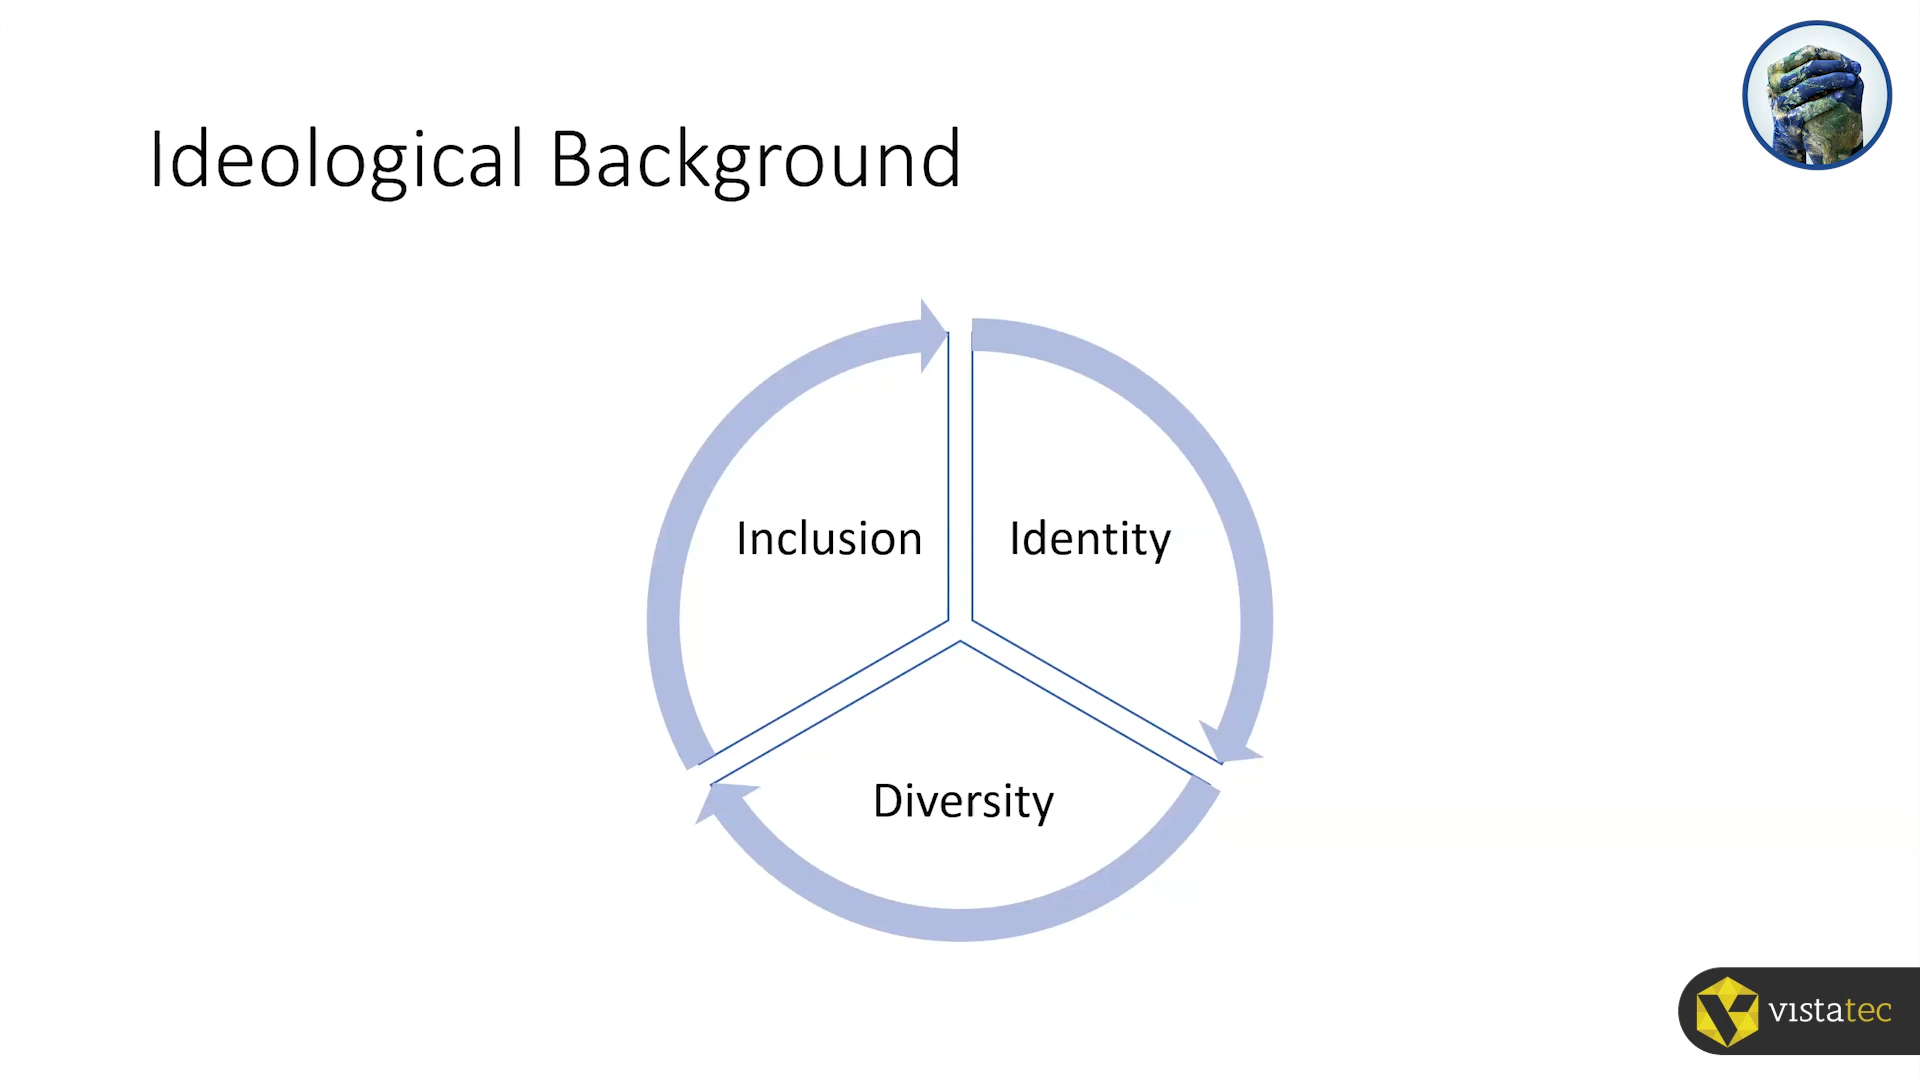 Ideological Background
Inclusion
Identity
Diversity
vistatec